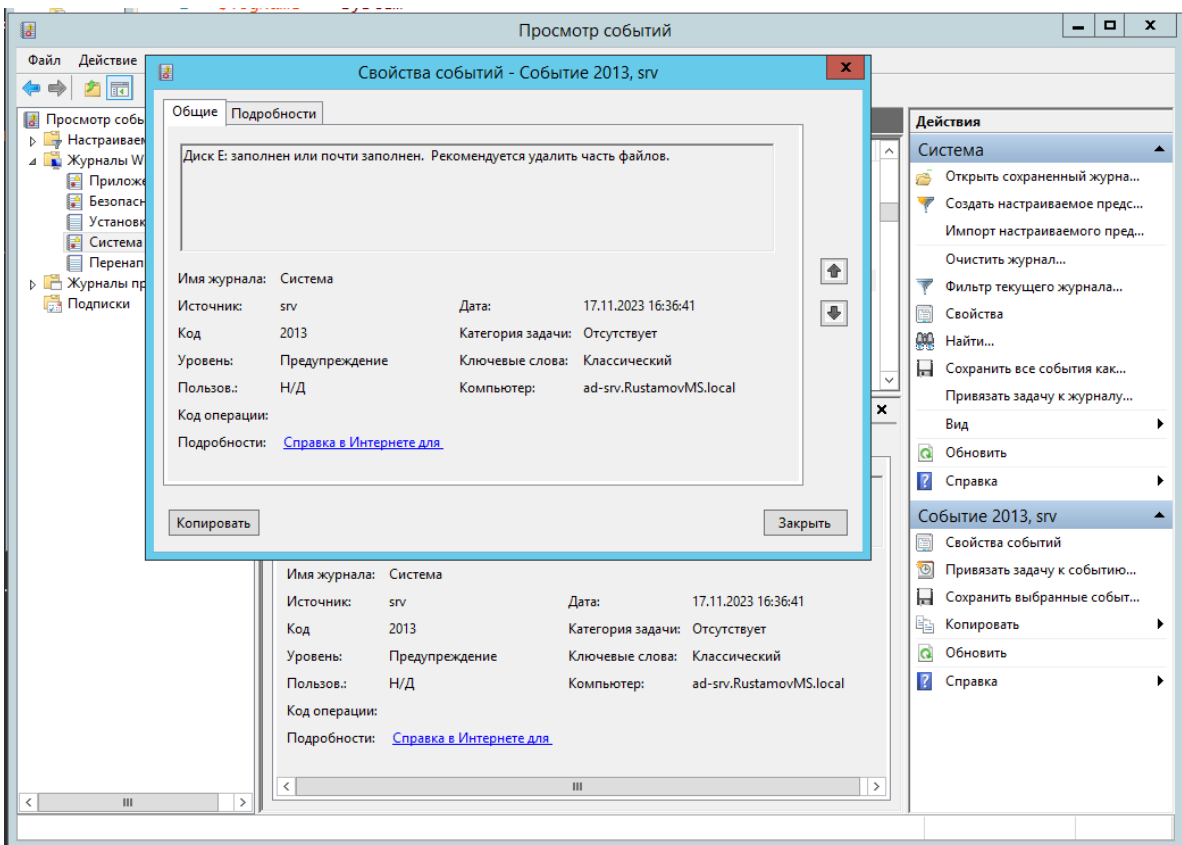 Просмотр событий
Файл Действие
Свойства событий - Событие 2013, srv
Общие Подробности
Диск E: заполнен или почти заполнен. Рекомендуется удалить часть файлов.
Имя журнала: Система
Источник: srv Дата: 17.11.2023 16:36:41
Код 2013 Категория задачи: Отсутствует
Уровень: Предупреждение Ключевые слова: Классический
Пользов.: Н/Д Компьютер: ad-srv.RustamovMS.local
Код операции:
Подробности: Справка в Интернете для
Копировать Закрыть
Просмотр собы
Настраиваем
Журналы W
Приложе
Безопасн
Установк
Система
Перенап
Журналы пр
Подписки
Имя журнала: Система
Источник: srv Дата: 17.11.2023 16:36:41
Код 2013 Категория задачи: Отсутствует
Уровень: Предупреждение Ключевые слова: Классический
Пользов.: Н/Д Компьютер: ad-srv.RustamovMS.local
Код операции:
Подробности: Справка в Интернете для
Действия
Система
Открыть сохраненный журна...
Создать настраиваемое предс...
Импорт настраиваемого пред...
Очистить журнал...
Фильтр текущего журнала...
Свойства
Найти...
Сохранить все события как...
Привязать задачу к журналу...
Вид
Обновить
Справка
Событие 2013, srv
Свойства событий
Привязать задачу к событию...
Сохранить выбранные событ...
Копировать
Обновить
Справка